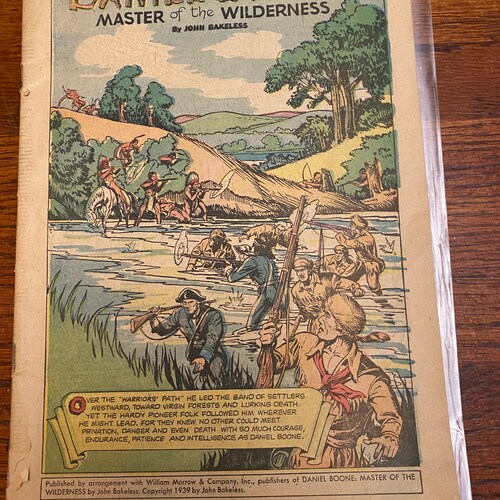 MASTER of the WILDERNESS
By JOHN BAKELESS
OVER THE "WARRIORS' PATH" HE LED THE BAND OF SETTLERS
WESTWARD, TOWARD VIRGIN FORESTS AND LURKING DEATH.
YET THE HARDY PIONEER FOLK FOLLOWED HIM WHEREVER
HE MIGHT LEAD, FOR THEY KNEW NO OTHER COULD MEET
PRIVATION, DANGER AND EVEN DEATH WITH SO MUCH COURAGE,
ENDURANCE, PATIENCE AND INTELLIGENCE AS DANIEL BOONE.
Published by arrangement with William Morrow & Company, Inc., publishers of DANIEL BOONE: MASTER OF THE
WILDERNESS by John Bakeless. Copyright 1939 by John Bakeless.